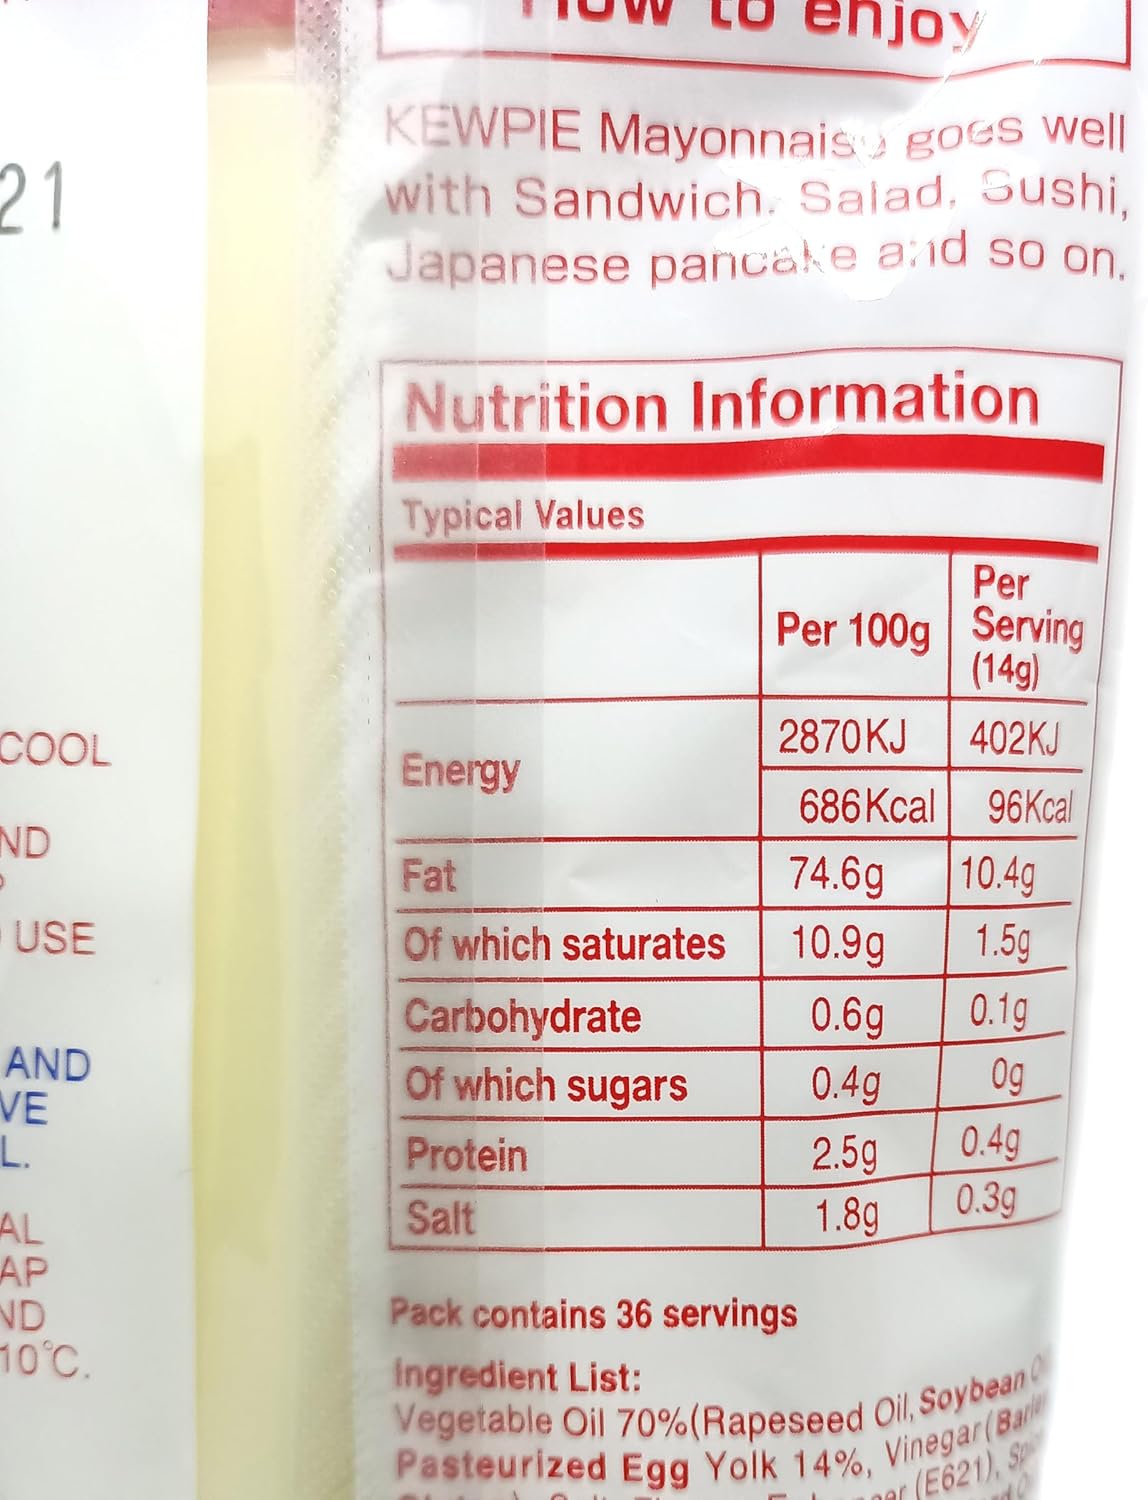 How to enjoy
KEWPIE Mayonnaise goes well
with Sandwich, Salad, Sushi,
Japanese pancake and so on.
Nutrition Information
Typical Values
Per 100g Per Serving (14g)
Energy 2870KJ 402KJ
686Kcal 96Kcal
Fat 74.6g 10.4g
Of which saturates 10.9g 1.5g
Carbohydrate 0.6g 0.1g
Of which sugars 0.4g 0g
Protein 2.5g 0.4g
Salt 1.8g 0.3g
Pack contains 36 servings
Ingredient List:
Vegetable Oil 70%(Rapeseed Oil, Soybean
Pasteurized Egg Yolk 14%, Vinegar(
(E621),
21
COOL
ND
USE
AND
VE
L.
AL
AP
ND
10°C.